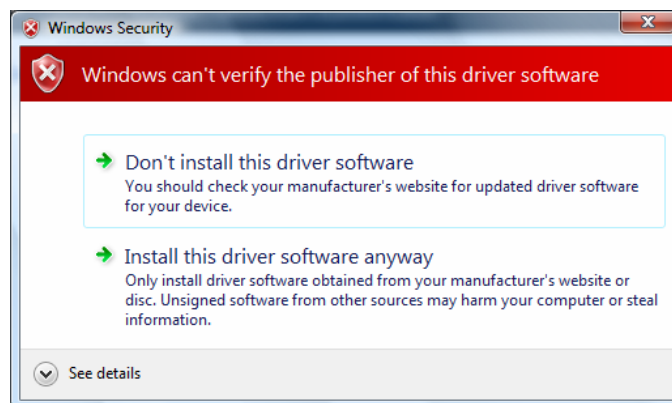 Windows Security
Windows can't verify the publisher of this driver software
Don't install this driver software
You should check your manufacturer's website for updated driver software
for your device.
Install this driver software anyway
Only install driver software obtained from your manufacturer's website or
disc. Unsigned software from other sources may harm your computer or steal
information.
See details